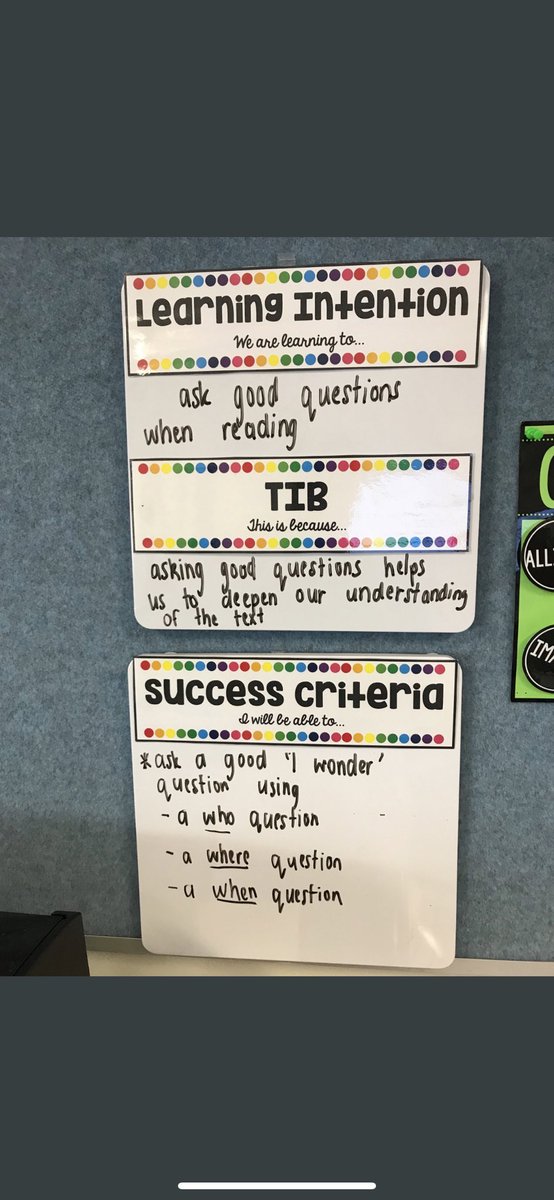 Learning Intention
We are learning to...
ask good questions
when reading
TIB
This is because...
asking good questions helps
us to deepen our understanding
of the text
Success Criteria
I will be able to...
*ask a good 'I wonder'
question using
- a who question
- a where question
- a when question
ALL
IM